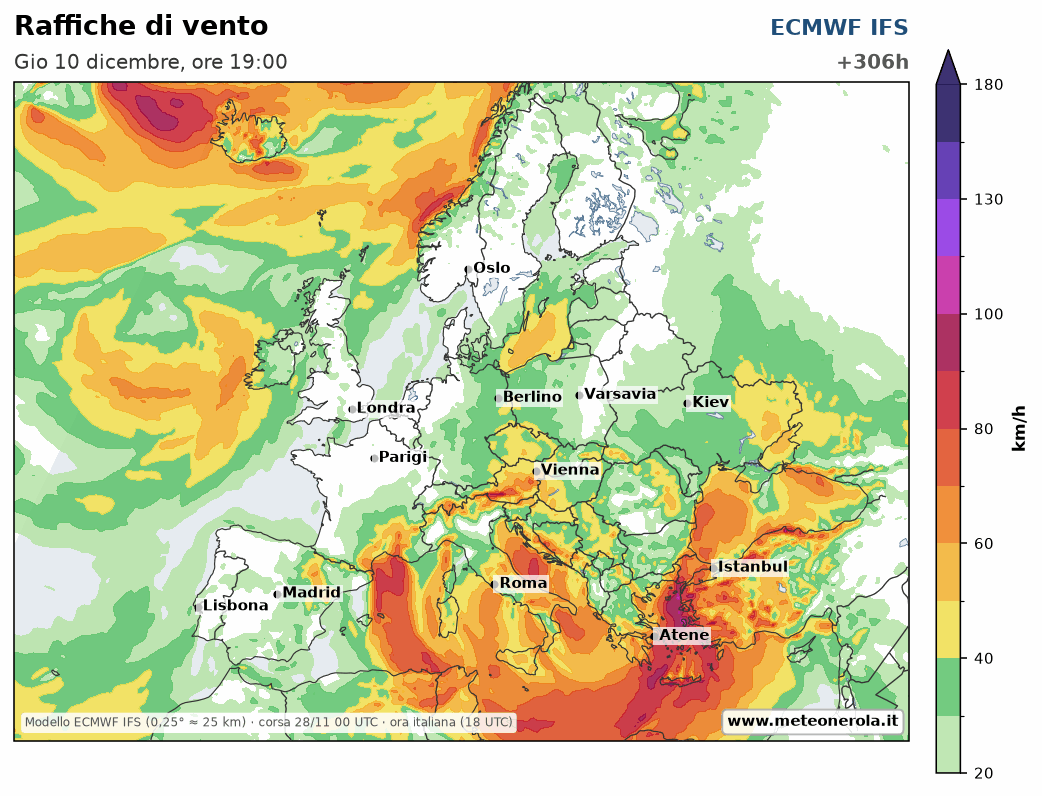 Raffiche di vento
ECMWF IFS
Gio 10 dicembre, ore 19:00
+306h
Oslo
Berlino
Varsavia
Kiev
Londra
Parigi
Vienna
Istanbul
Roma
Madrid
Lisbona
Atene
Modello ECMWF IFS (0,25° ≈ 25 km) · corsa 28/11 00 UTC · ora italiana (18 UTC)
www.meteonerola.it
180
130
100
80
60
40
20
km/h